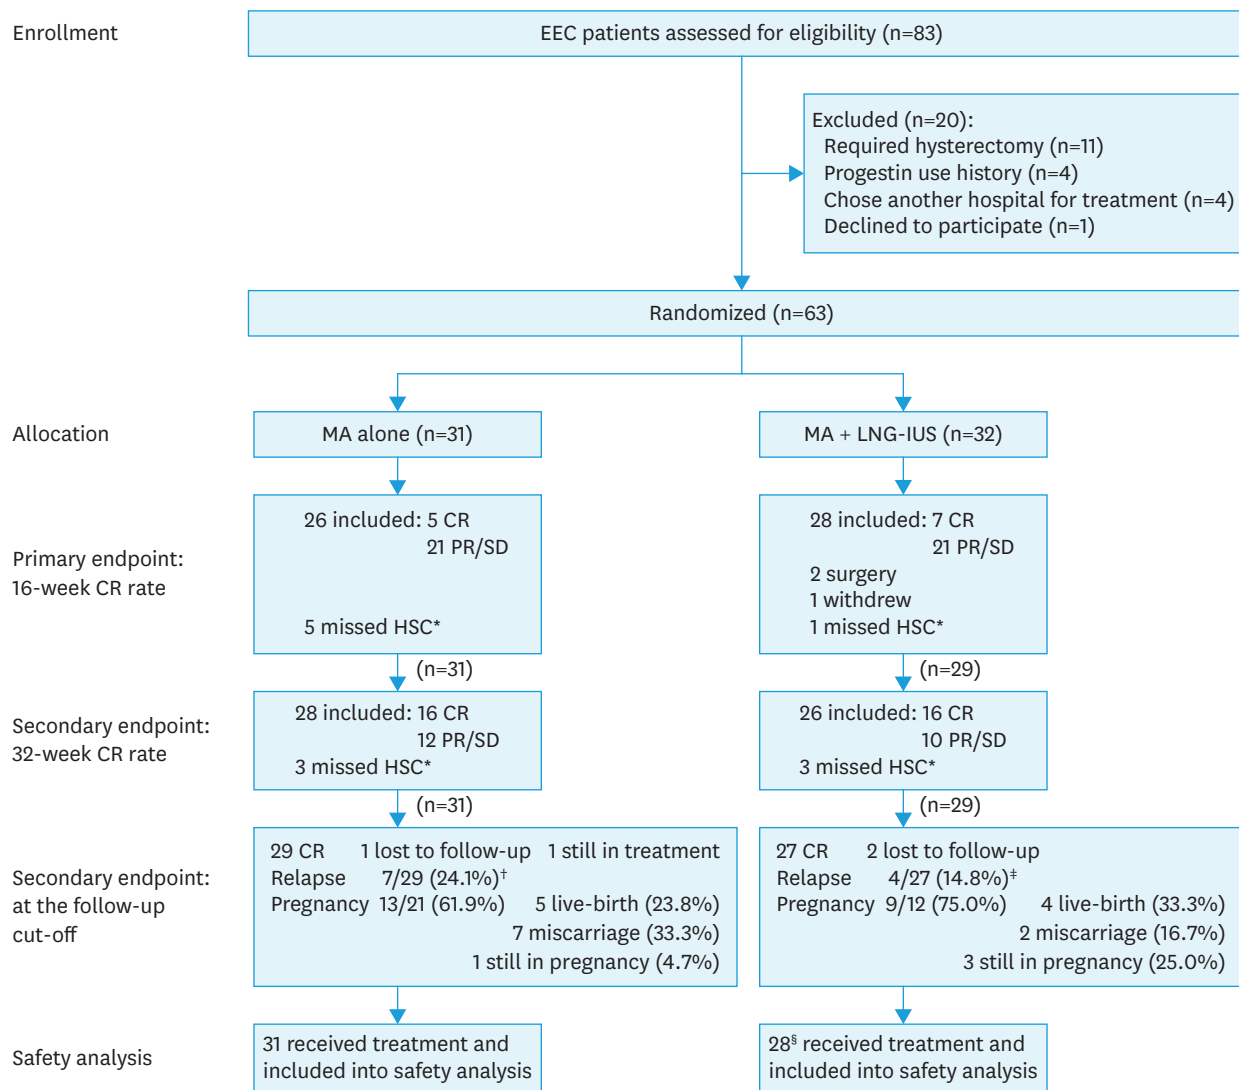 Enrollment
EEC patients assessed for eligibility (n=83)
Excluded (n=20):
Required hysterectomy (n=11)
Progestin use history (n=4)
Chose another hospital for treatment (n=4)
Declined to participate (n=1)
Randomized (n=63)
Allocation
MA alone (n=31)
MA + LNG-IUS (n=32)
Primary endpoint:
16-week CR rate
26 included: 5 CR
21 PR/SD
5 missed HSC*
(n=31)
28 included: 7 CR
21 PR/SD
2 surgery
1 withdrew
1 missed HSC*
(n=29)
Secondary endpoint:
32-week CR rate
28 included: 16 CR
12 PR/SD
3 missed HSC*
(n=31)
26 included: 16 CR
10 PR/SD
3 missed HSC*
(n=29)
Secondary endpoint:
at the follow-up
cut-off
29 CR 1 lost to follow-up 1 still in treatment
Relapse 7/29 (24.1%)†
Pregnancy 13/21 (61.9%) 5 live-birth (23.8%)
7 miscarriage (33.3%)
1 still in pregnancy (4.7%)
27 CR 2 lost to follow-up
Relapse 4/27 (14.8%)‡
Pregnancy 9/12 (75.0%) 4 live-birth (33.3%)
2 miscarriage (16.7%)
3 still in pregnancy (25.0%)
Safety analysis
31 received treatment and
included into safety analysis
28§ received treatment and
included into safety analysis